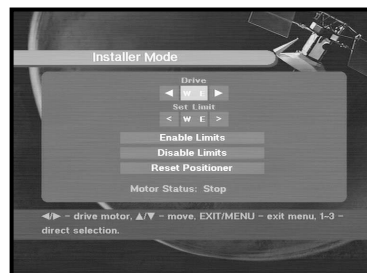 Installer Mode
Drive
◀ W E ▶
Set Limit
< W E >
Enable Limits
Disable Limits
Reset Positioner
Motor Status: Stop
◀/▶ - drive motor, ▲/▼ - move, EXIT/MENU - exit menu, 1-3 -
direct selection.